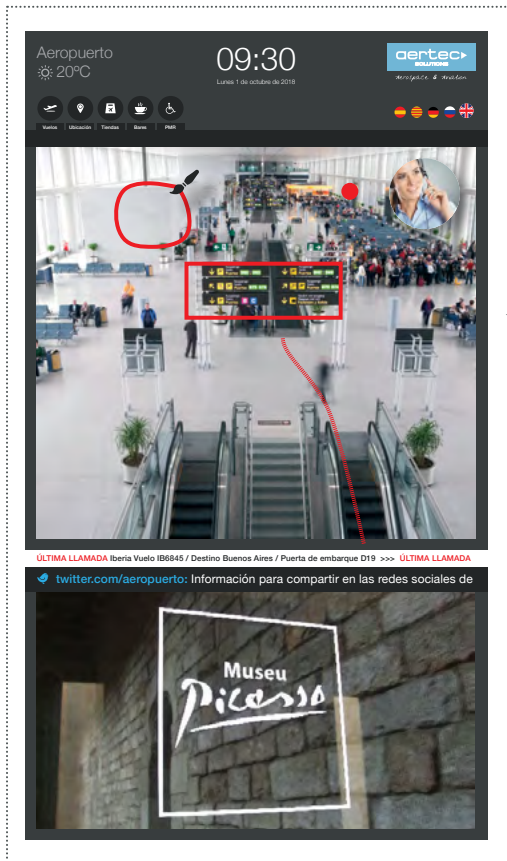 Aeropuerto
20ºC
09:30
Lunes 1 de octubre de 2018
aertec
SOLUTIONS
Aerospace & Aviation
Vuelos
Ubicación
Tiendas
Bares
PMR
ÚLTIMA LLAMADA Iberia Vuelo IB6845 / Destino Buenos Aires / Puerta de embarque D19 >>> ÚLTIMA LLAMADA
twitter.com/aeropuerto: Información para compartir en las redes sociales de
Museu
Picasso